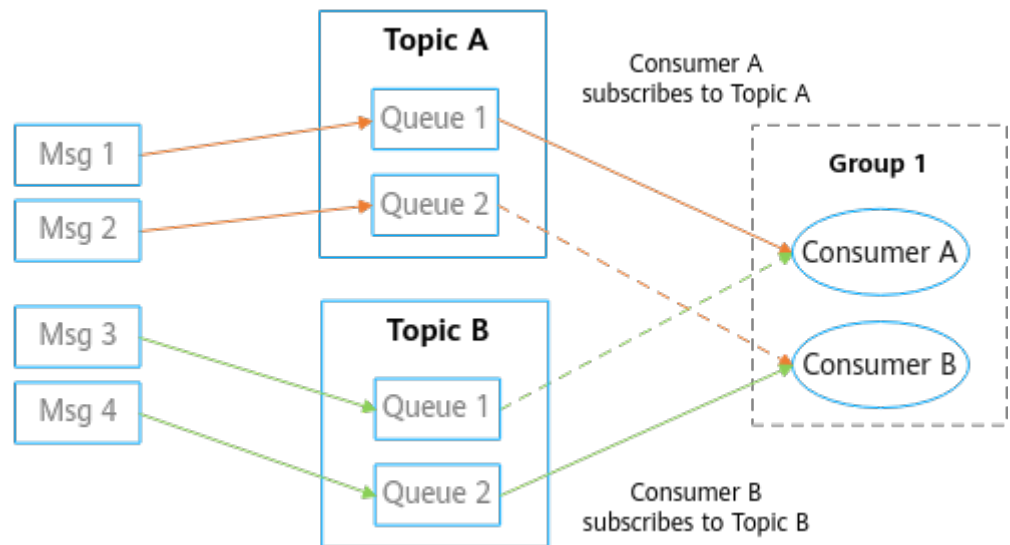 Topic A
Queue 1
Queue 2
Msg 1
Msg 2
Consumer A
subscribes to Topic A
Group 1
Consumer A
Consumer B
Msg 3
Msg 4
Topic B
Queue 1
Queue 2
Consumer B
subscribes to Topic B